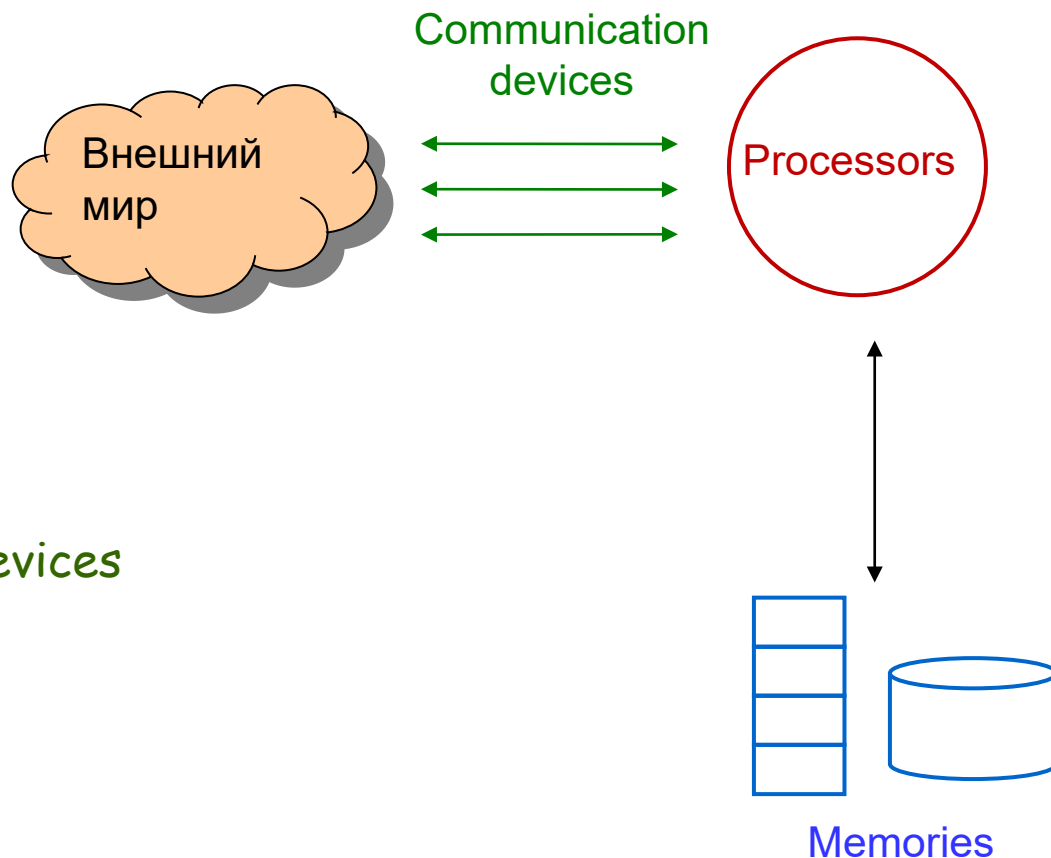 Communication
devices
Внешний
мир
Processors
evices
Memories